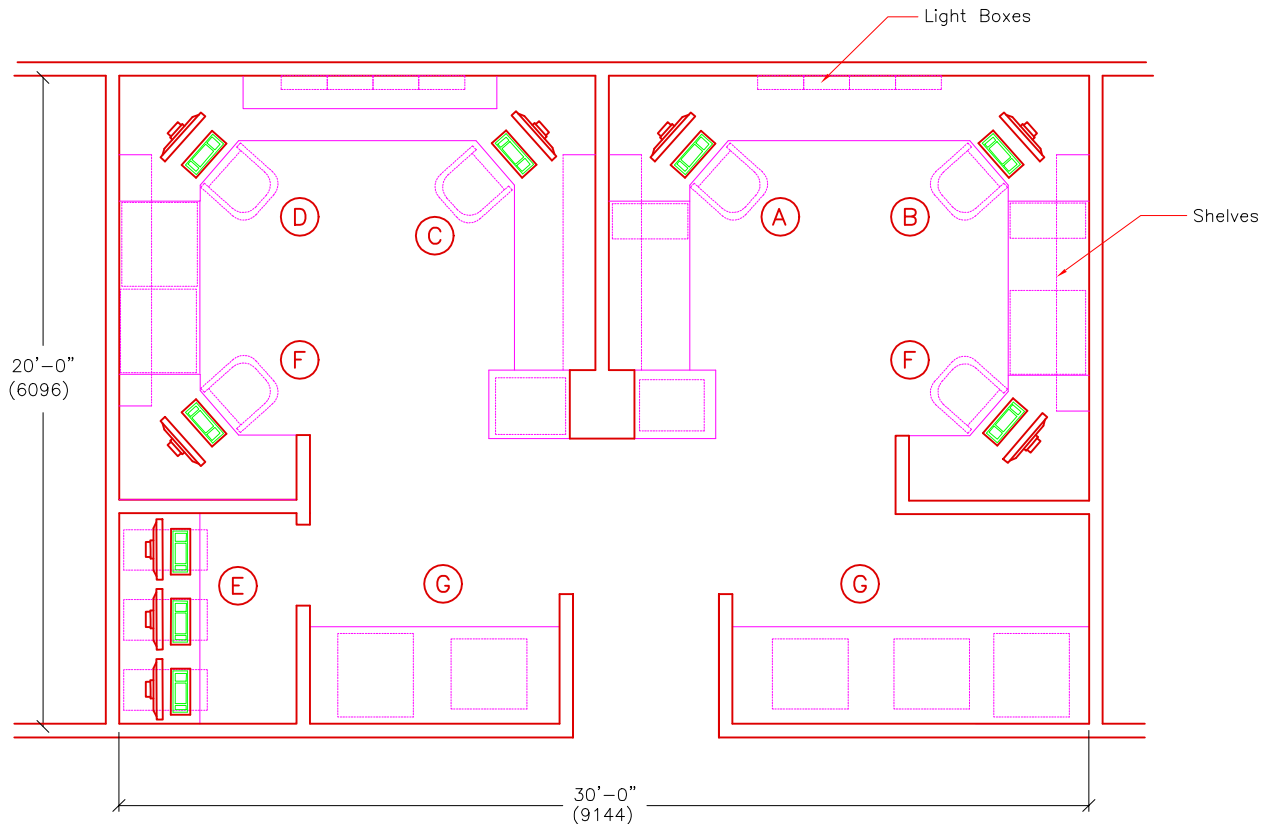 Light Boxes
D
C
A
B
Shelves
20'-0"
(6096)
F
F
E
G
G
30'-0"
(9144)